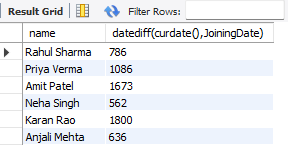 Result Grid Filter Rows:
name datediff(curdate(),JoiningDate)
Rahul Sharma 786
Priya Verma 1086
Amit Patel 1673
Neha Singh 562
Karan Rao 1800
Anjali Mehta 636